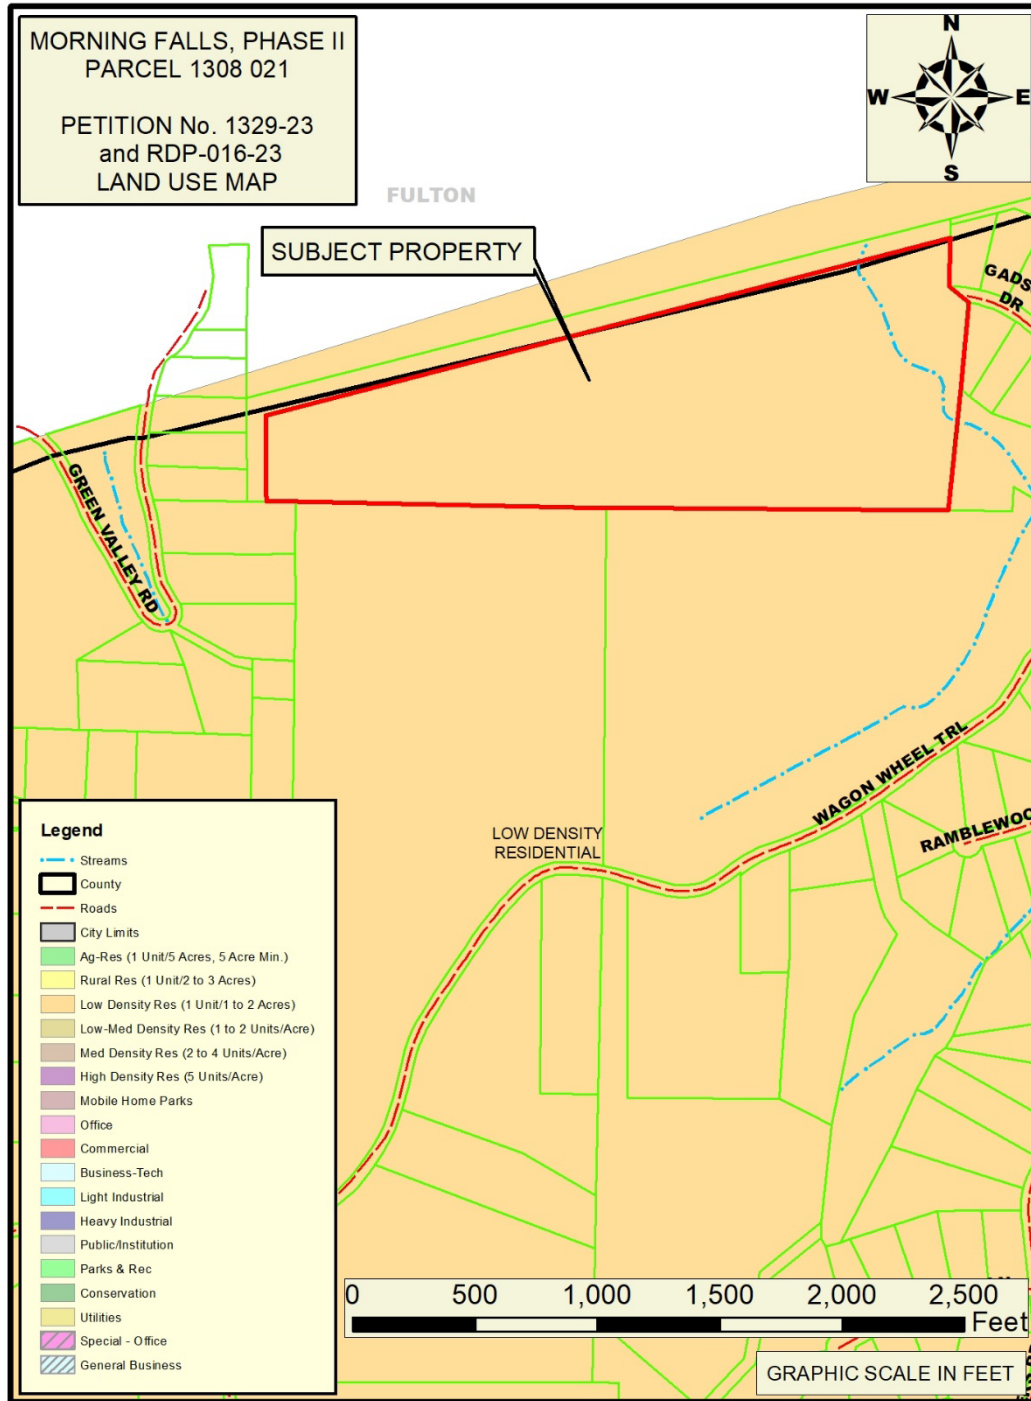 MORNING FALLS, PHASE II
PARCEL 1308 021
PETITION No. 1329-23
and RDP-016-23
LAND USE MAP
N
W
E
S
FULTON
SUBJECT PROPERTY
GADS
DR
GREEN VALLEY RD
WAGON WHEEL TRL
RAMBLEWOO
LOW DENSITY
RESIDENTIAL
Legend
Streams
County
Roads
City Limits
Ag-Res (1 Unit/5 Acres, 5 Acre Min.)
Rural Res (1 Unit/2 to 3 Acres)
Low Density Res (1 Unit/1 to 2 Acres)
Low-Med Density Res (1 to 2 Units/Acre)
Med Density Res (2 to 4 Units/Acre)
High Density Res (5 Units/Acre)
Mobile Home Parks
Office
Commercial
Business-Tech
Light Industrial
Heavy Industrial
Public/Institution
Parks & Rec
Conservation
Utilities
Special - Office
General Business
0 500 1,000 1,500 2,000 2,500
Feet
GRAPHIC SCALE IN FEET